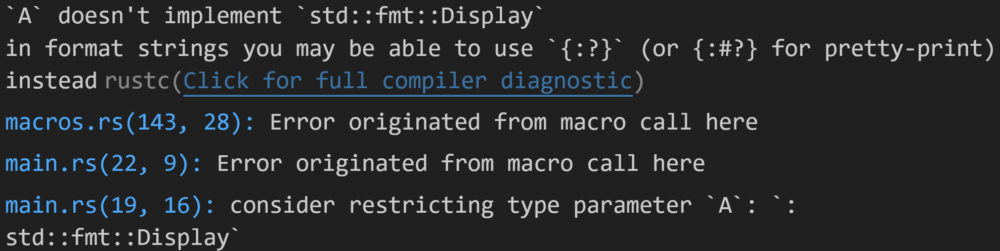 `A` doesn't implement `std::fmt::Display`
in format strings you may be able to use `{:?}` (or {:#?} for pretty-print)
instead rustc(Click for full compiler diagnostic)
macros.rs(143, 28): Error originated from macro call here
main.rs(22, 9): Error originated from macro call here
main.rs(19, 16): consider restricting type parameter `A`: `:
std::fmt::Display`